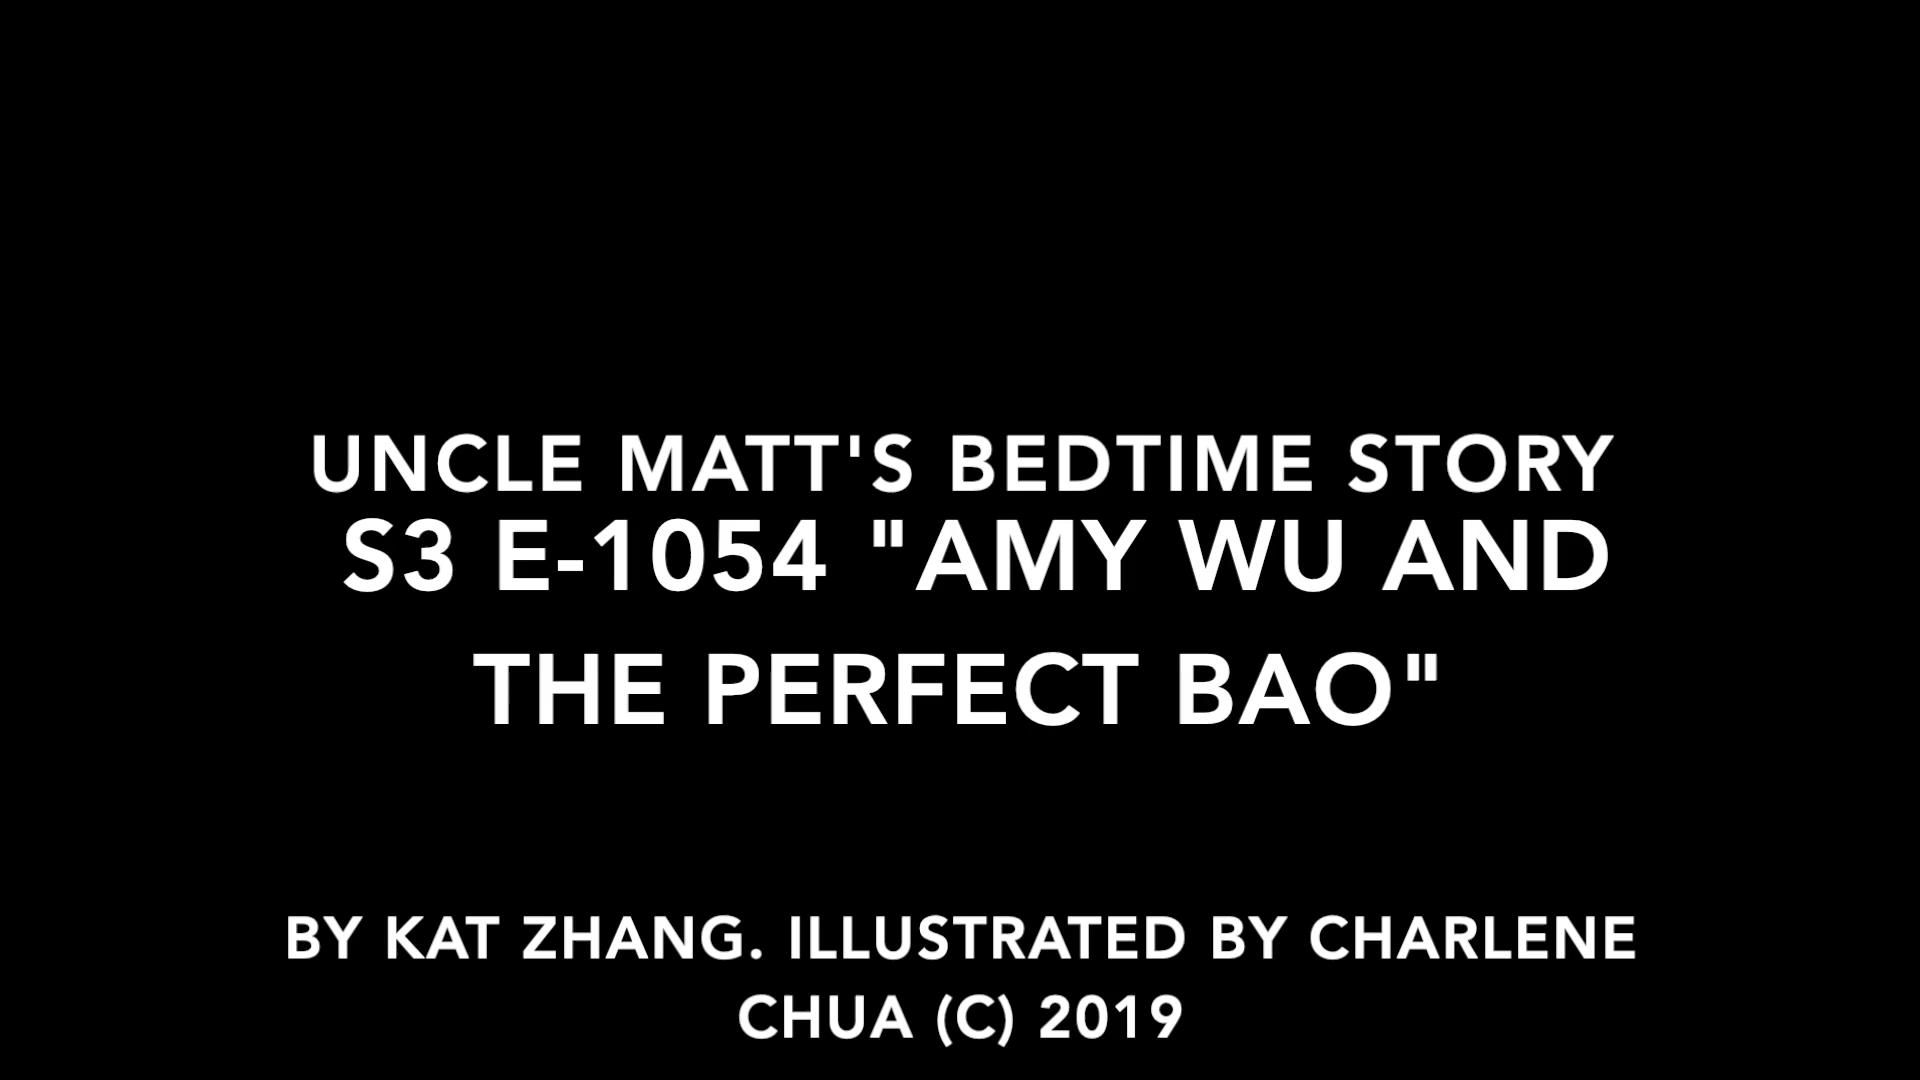 UNCLE MATT'S BEDTIME STORY
S3 E-1054 "AMY WU AND
THE PERFECT BAO"
BY KAT ZHANG. ILLUSTRATED BY CHARLENE
CHUA (C) 2019